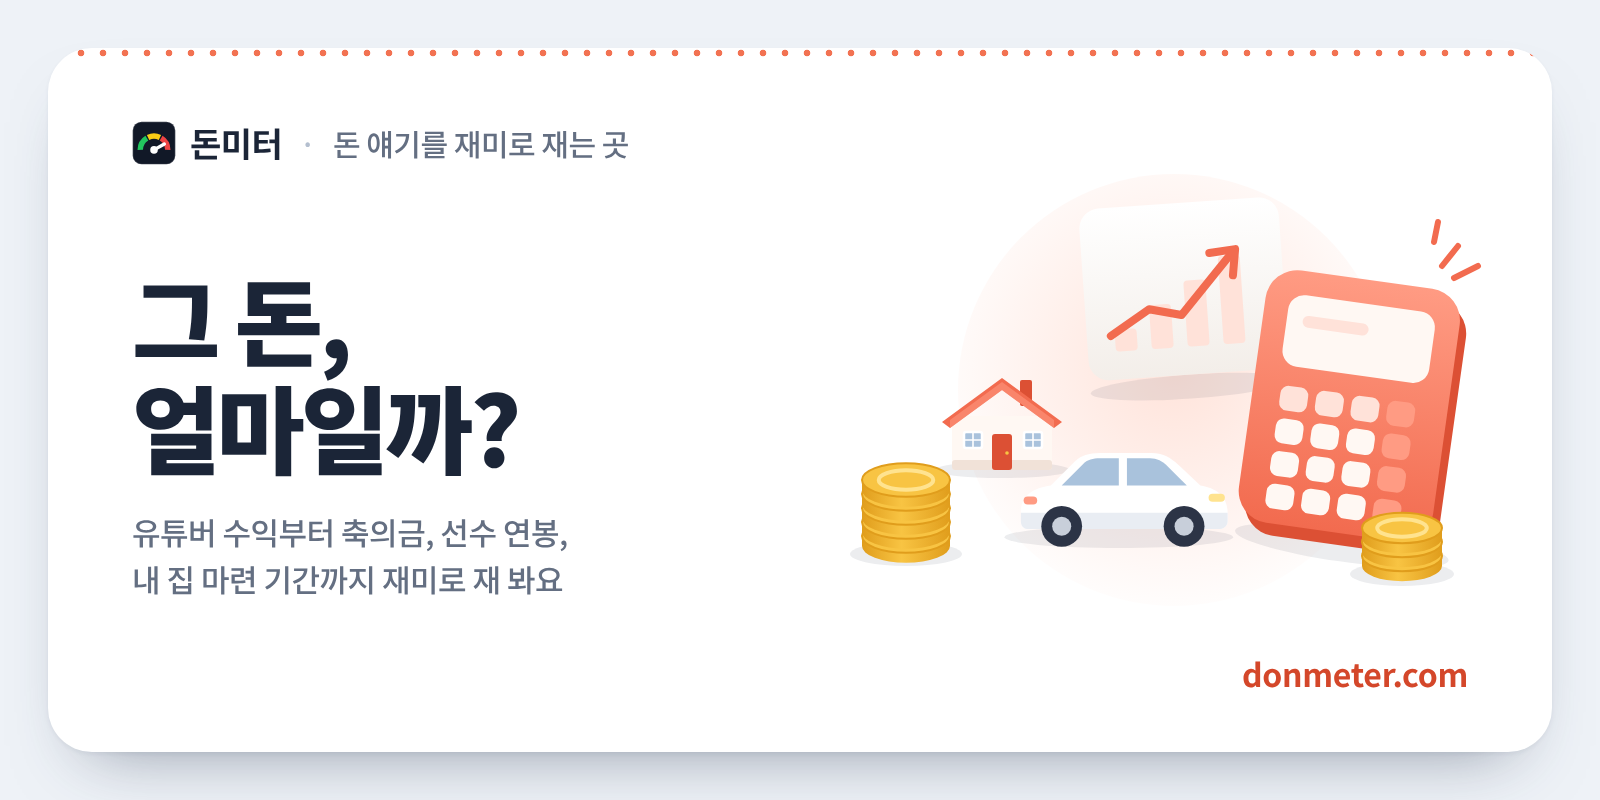 돈미터 · 돈 얘기를 재미로 재는 곳
그 돈,
얼마일까?
유튜버 수익부터 축의금, 선수 연봉,
내 집 마련 기간까지 재미로 재 봐요
donmeter.com